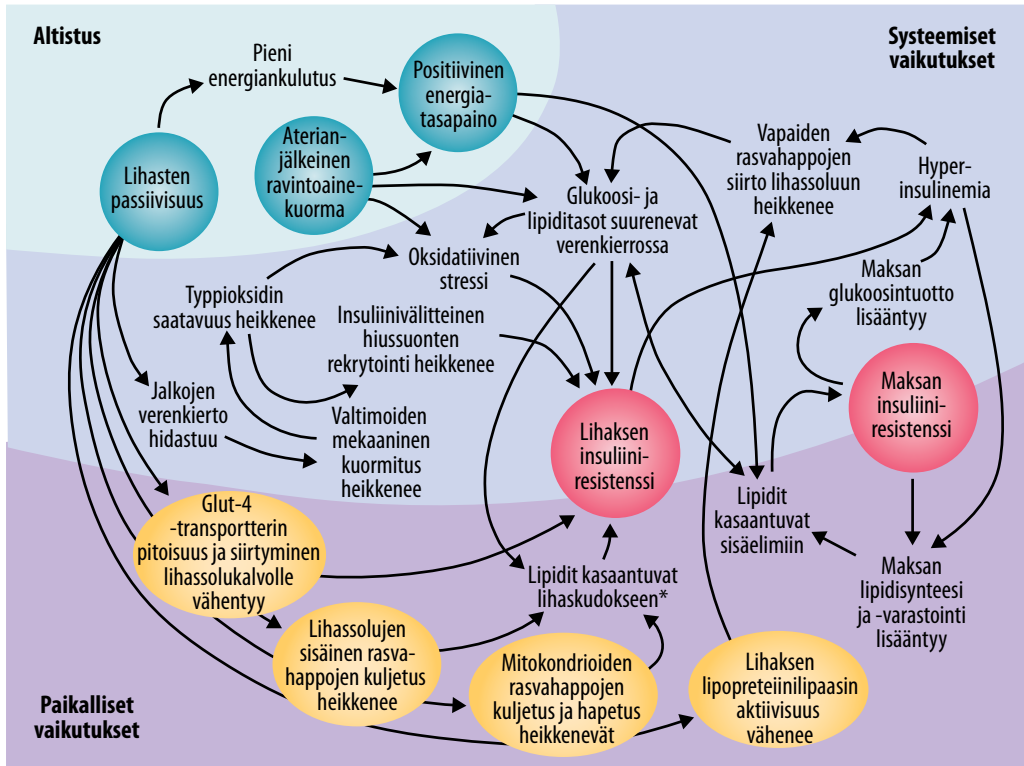 Altistus
Systeemiset
vaikutukset
Pieni
energiankulutus
Positiivinen
energia-
tasapaino
Lihasten
passiivisuus
Aterian-
jälkeinen
ravintoaine-
kuorma
Glukoosi- ja
lipiditasot suurenevat
verenkierrossa
Vapaiden
rasvahappojen
siirto lihassoluun
heikkenee
Hyper-
insulinemia
Oksidatiivinen
stressi
Maksan
glukoosintuotto
lisääntyy
Typpioksidin
saatavuus heikkenee
Insuliinivälitteinen
hiussuonten
rekrytointi heikkenee
Jalkojen
verenkierto
hidastuu
Valtimoiden
mekaaninen
kuormitus
heikkenee
Lihaksen
insuliini-
resistenssi
Maksan
insuliini-
resistenssi
Glut-4
-transportterin
pitoisuus ja siirtyminen
lihassolukalvolle
vähentyy
Lipidit
kasaantuvat
sisäelimiin
Lipidit kasaantuvat
lihaskudokseen*
Maksan
lipidisynteesi
ja -varastointi
lisääntyy
Lihassolujen
sisäinen rasva-
happojen kuljetus
heikkenee
Mitokondrioiden
rasvahappojen
kuljetus ja hapetus
heikkenevät
Lihaksen
lipopreteiinilipaasin
aktiivisuus
vähenee
Paikalliset
vaikutukset